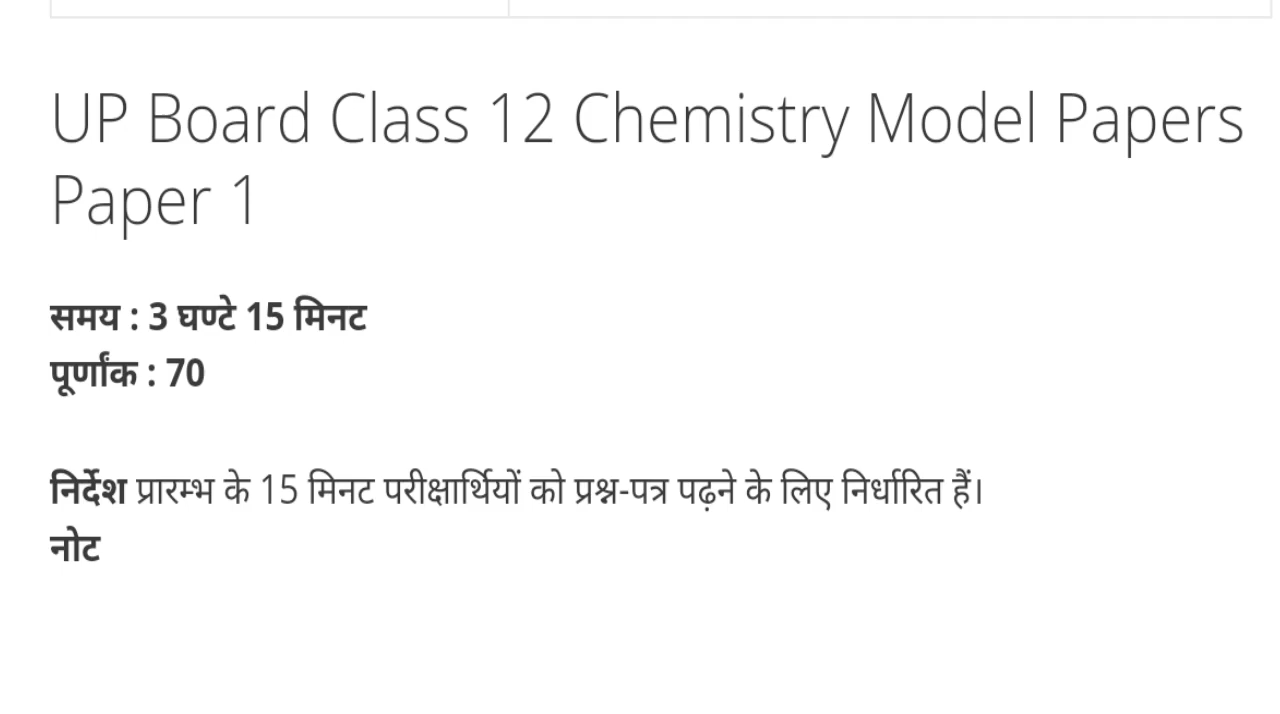 UP Board Class 12 Chemistry Model Papers
Paper 1
समय : 3 घण्टे 15 मिनट
पूर्णांक : 70
निर्देश प्रारम्भ के 15 मिनट परीक्षार्थियों को प्रश्न-पत्र पढ़ने के लिए निर्धारित हैं।
नोट